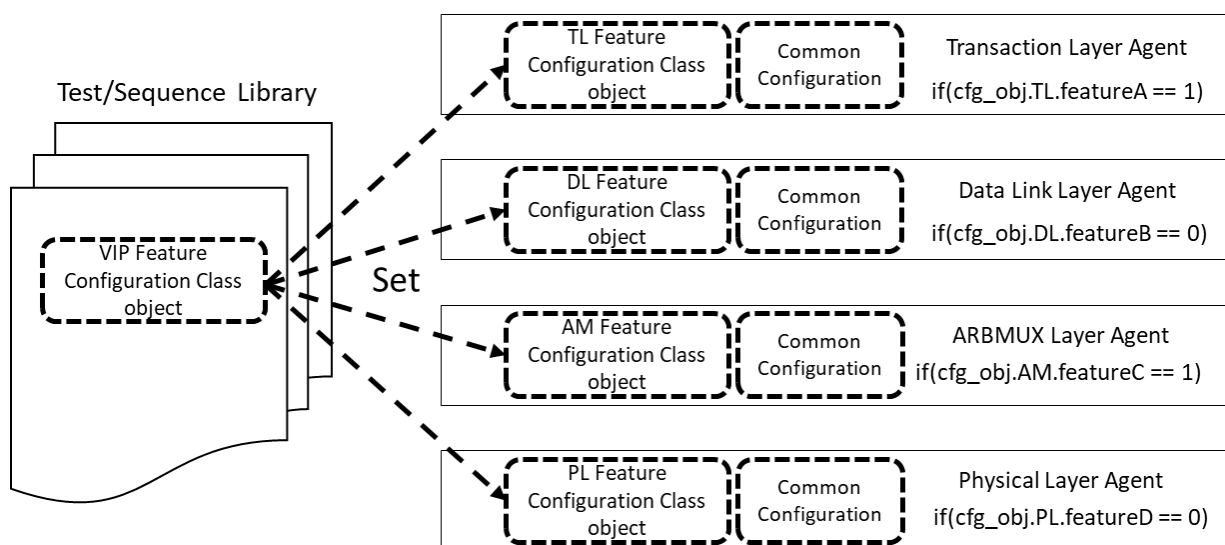 Test/Sequence Library
VIP Feature
Configuration Class
object
Set
TL Feature
Configuration Class
object
Common
Configuration
Transaction Layer Agent
if(cfg_obj.TL.featureA == 1)
DL Feature
Configuration Class
object
Common
Configuration
Data Link Layer Agent
if(cfg_obj.DL.featureB == 0)
AM Feature
Configuration Class
object
Common
Configuration
ARBMUX Layer Agent
if(cfg_obj.AM.featureC == 1)
PL Feature
Configuration Class
object
Common
Configuration
Physical Layer Agent
if(cfg_obj.PL.featureD == 0)